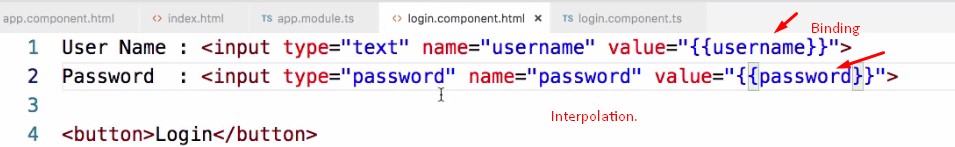 app.component.html <> index.html TS app.module.ts <> login.component.html × TS login.component.ts
1 User Name : <input type="text" name="username" value="{{username}}">
Binding
2 Password  : <input type="password" name="password" value="{{password}}">
3
Interpolation.
4 <button>Login</button>